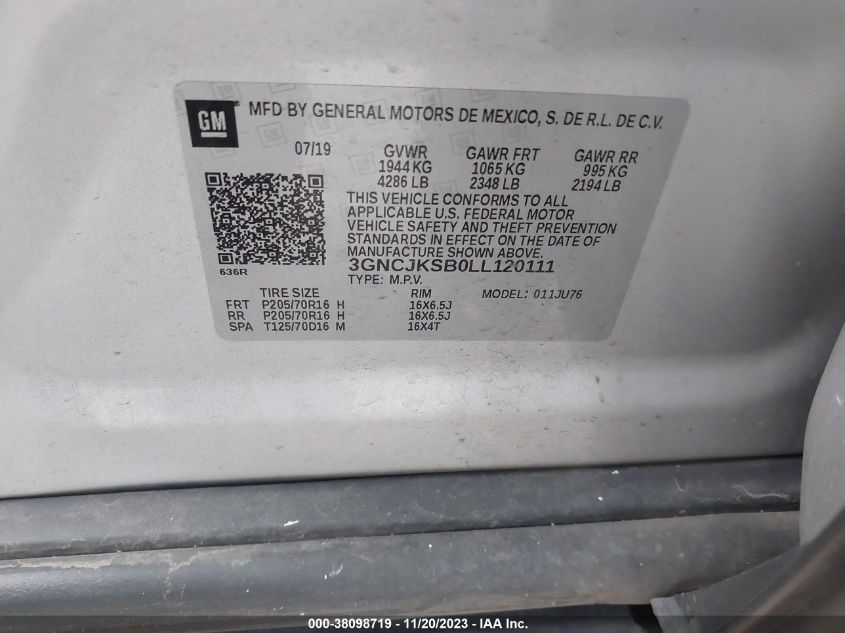 GM
MFD BY GENERAL MOTORS DE MEXICO, S. DE R.L. DE C.V.
07/19 GVWR GAWR FRT GAWR RR
1944 KG 1065 KG 995 KG
4286 LB 2348 LB 2194 LB
THIS VEHICLE CONFORMS TO ALL
APPLICABLE U.S. FEDERAL MOTOR
VEHICLE SAFETY AND THEFT PREVENTION
STANDARDS IN EFFECT ON THE DATE OF
MANUFACTURE SHOWN ABOVE.
636R 3GNCJKSB0LL120111
TYPE: M.P.V.
TIRE SIZE RIM MODEL: 011JU76
FRT P205/70R16 H 16X6.5J
RR P205/70R16 H 16X6.5J
SPA T125/70D16 M 16X4T
000-38098719 - 11/20/2023 - IAA Inc.